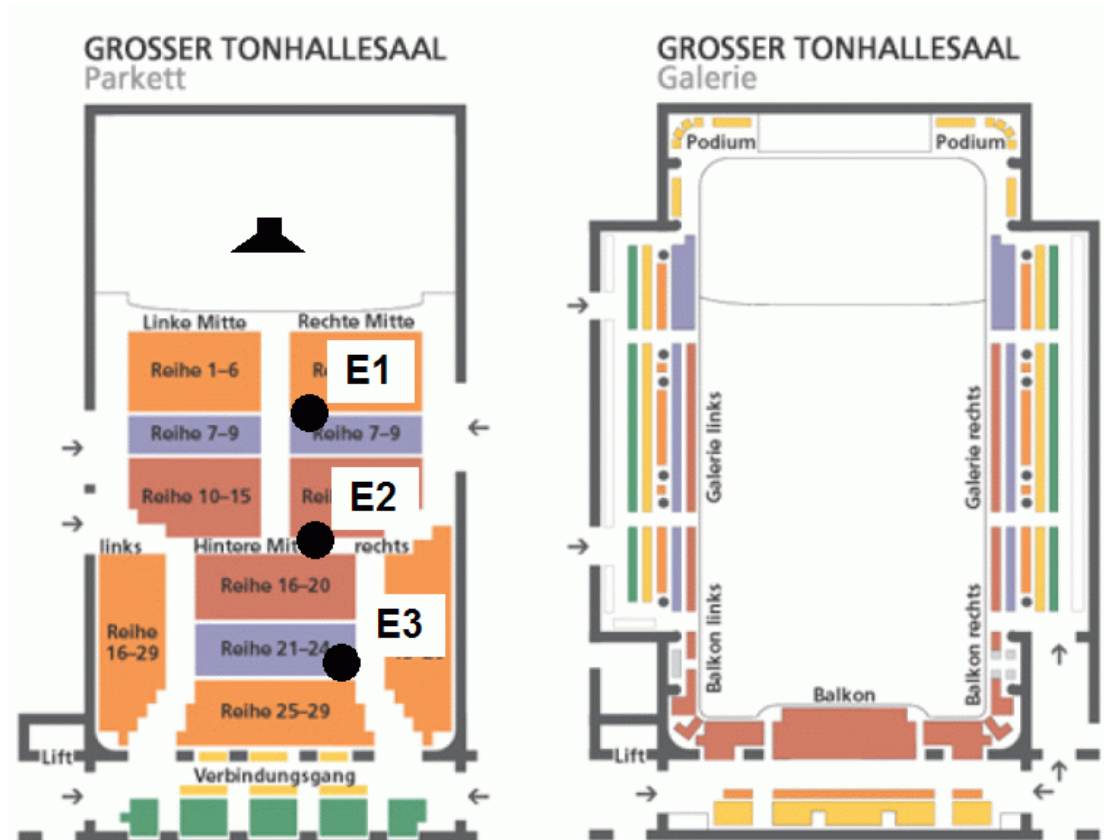 GROSSER TONHALLESAAL
Parkett
Linke Mitte
Rechte Mitte
Reihe 1–6
E1
Reihe 7–9
Reihe 7–9
Reihe 10–15
E2
links
rechts
Hintere
Reihe 16–20
E3
Reihe
16–29
Reihe 21–24
Reihe 25–29
Lift
Verbindungsgang
GROSSER TONHALLESAAL
Galerie
Podium
Podium
Galerie links
Galerie rechts
Balkon links
Balkon rechts
Balkon
Lift